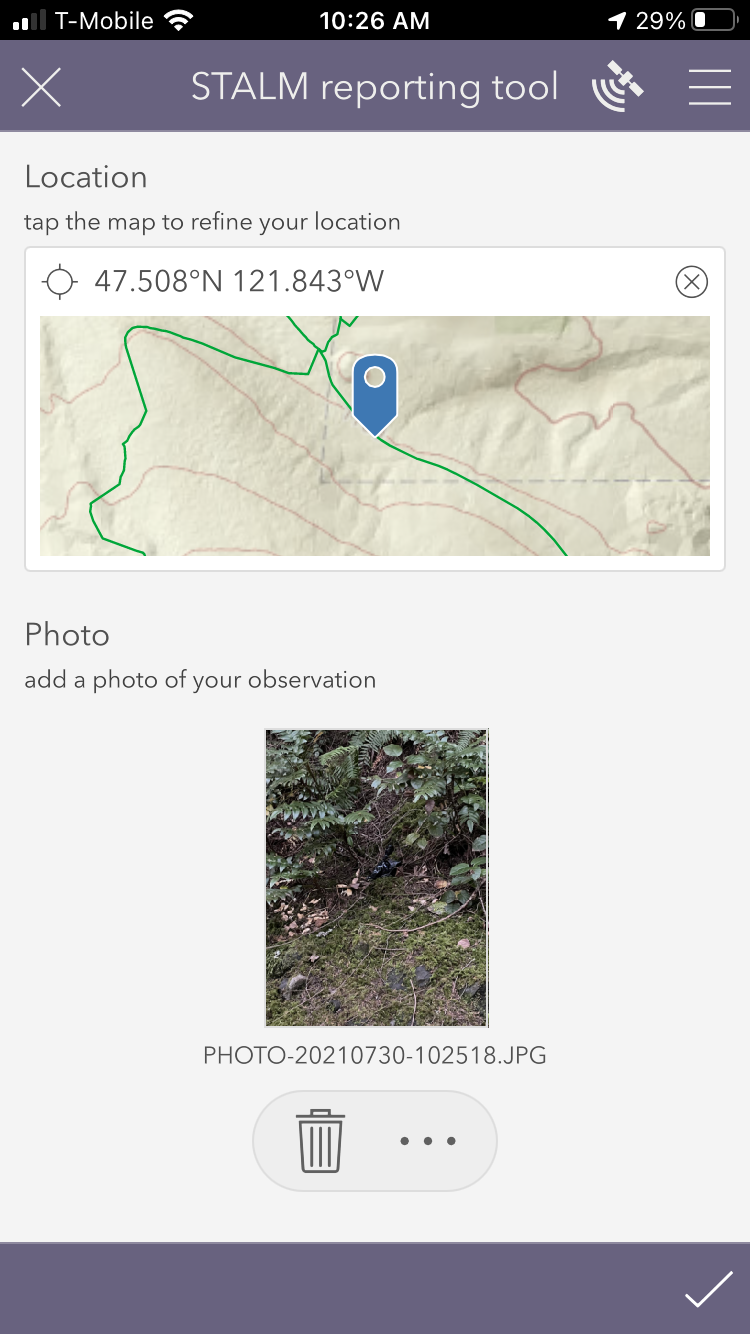 T-Mobile 10:26 AM 29%
STALM reporting tool
Location
tap the map to refine your location
47.508°N 121.843°W
Photo
add a photo of your observation
PHOTO-20210730-102518.JPG